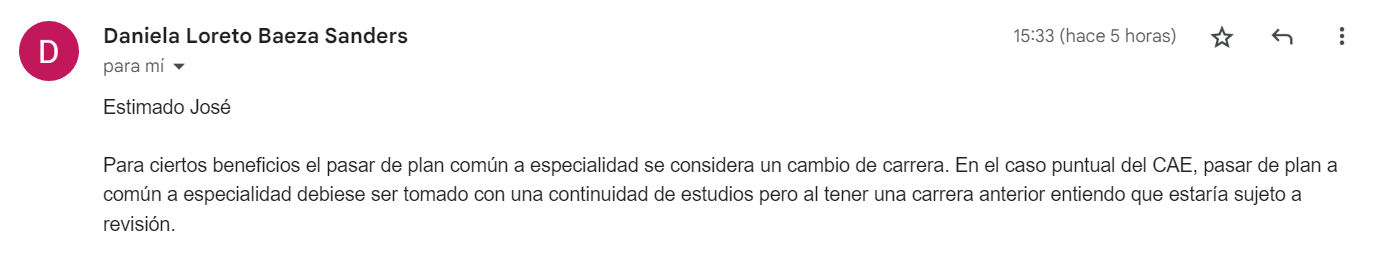 D
Daniela Loreto Baeza Sanders
15:33 (hace 5 horas)
para mí
Estimado José
Para ciertos beneficios el pasar de plan común a especialidad se considera un cambio de carrera. En el caso puntual del CAE, pasar de plan a
común a especialidad debiese ser tomado con una continuidad de estudios pero al tener una carrera anterior entiendo que estaría sujeto a
revisión.